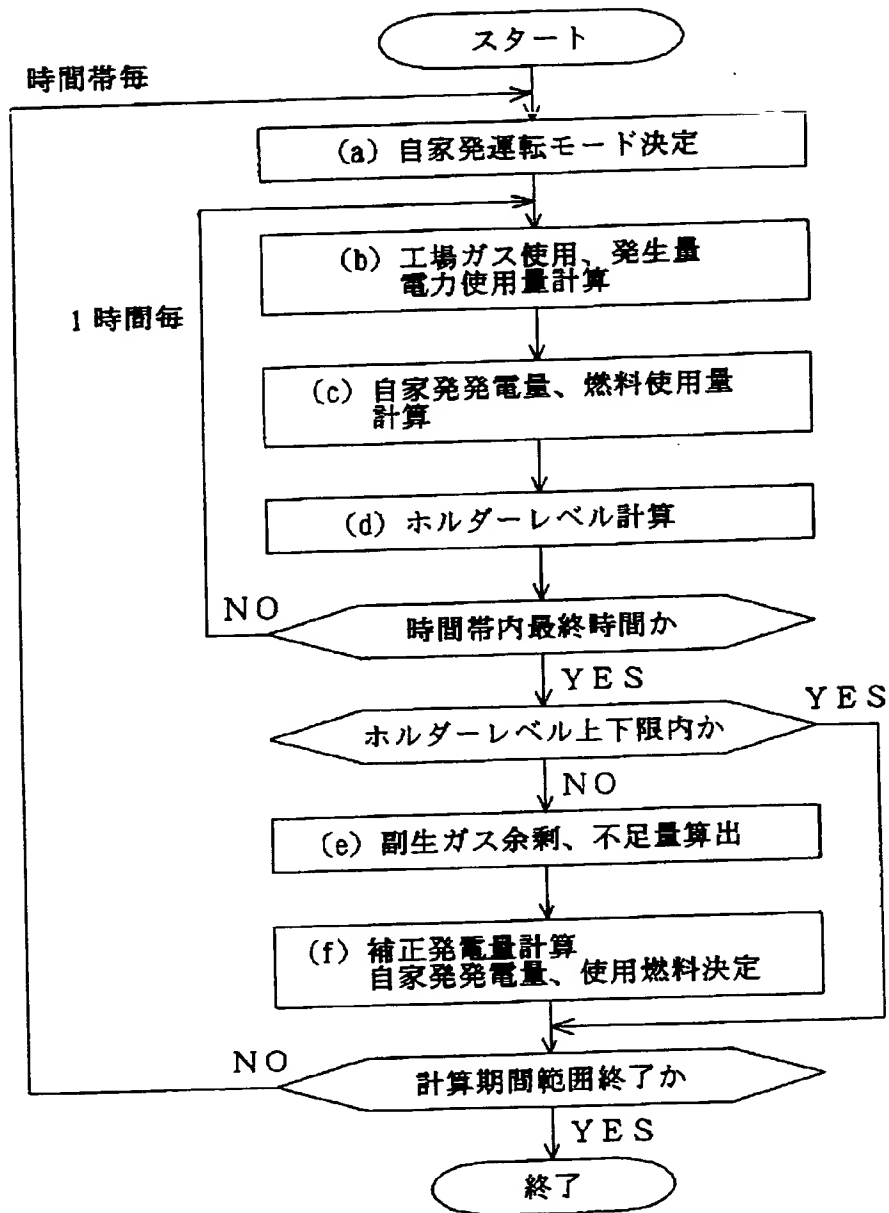 スタート
時間帯毎
(a) 自家発運転モード決定
(b) 工場ガス使用、発生量
電力使用量計算
1時間毎
(c) 自家発発電量、燃料使用量
計算
(d) ホルダーレベル計算
NO
時間帯内最終時間か
YES
YES
ホルダーレベル上下限内か
NO
(e) 副生ガス余剰、不足量算出
(f) 補正発電量計算
自家発発電量、使用燃料決定
NO
計算期間範囲終了か
YES
終了